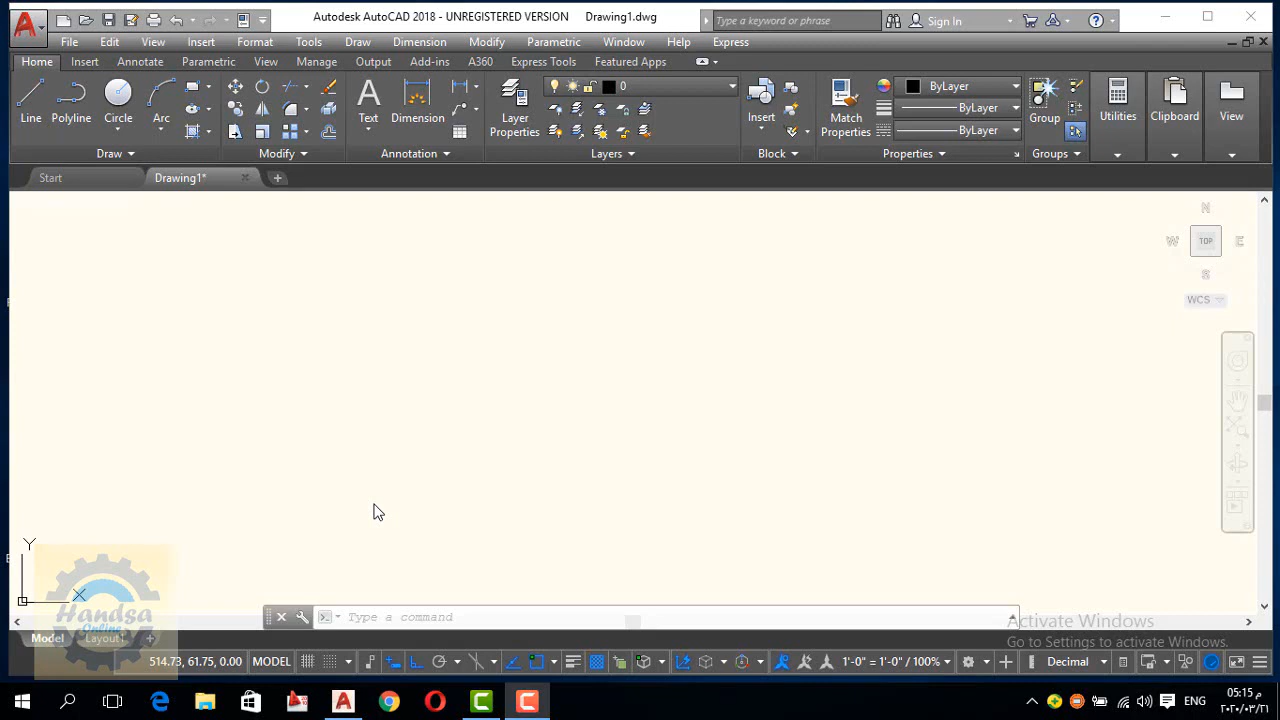 Autodesk AutoCAD 2018 - UNREGISTERED VERSION Drawing1.dwg
Type a keyword or phrase
Sign In
File Edit View Insert Format Tools Draw Dimension Modify Parametric Window Help Express
Home Insert Annotate Parametric View Manage Output Add-ins A360 Express Tools Featured Apps
0
ByLayer
ByLayer
ByLayer
Line Polyline Circle Arc Text Dimension Layer Properties Insert Match Properties Group Utilities Clipboard View
Draw Modify Annotation Layers Block Properties Groups
Start Drawing1*
N
W TOP E
S
WCS
Y
X
Handsa
Online
Type a command
Activate Windows
Go to Settings to activate Windows.
Model Layout1
514.73, 61.75, 0.00 MODEL 1'-0" = 1'-0" / 100% Decimal
ENG
05:15 م
٢٠٢٠/٠٣/٢١